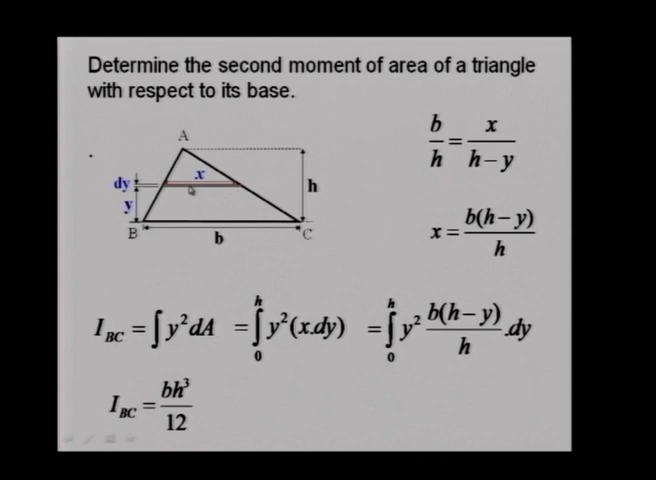 Determine the second moment of area of a triangle
with respect to its base.
b/h = x/(h-y)
A
x
dy
h
y
B
b
C
x = b(h-y)/h
I_BC = ∫y²dA = ∫₀ʰ y²(x.dy) = ∫₀ʰ y² b(h-y)/h .dy
I_BC = bh³/12